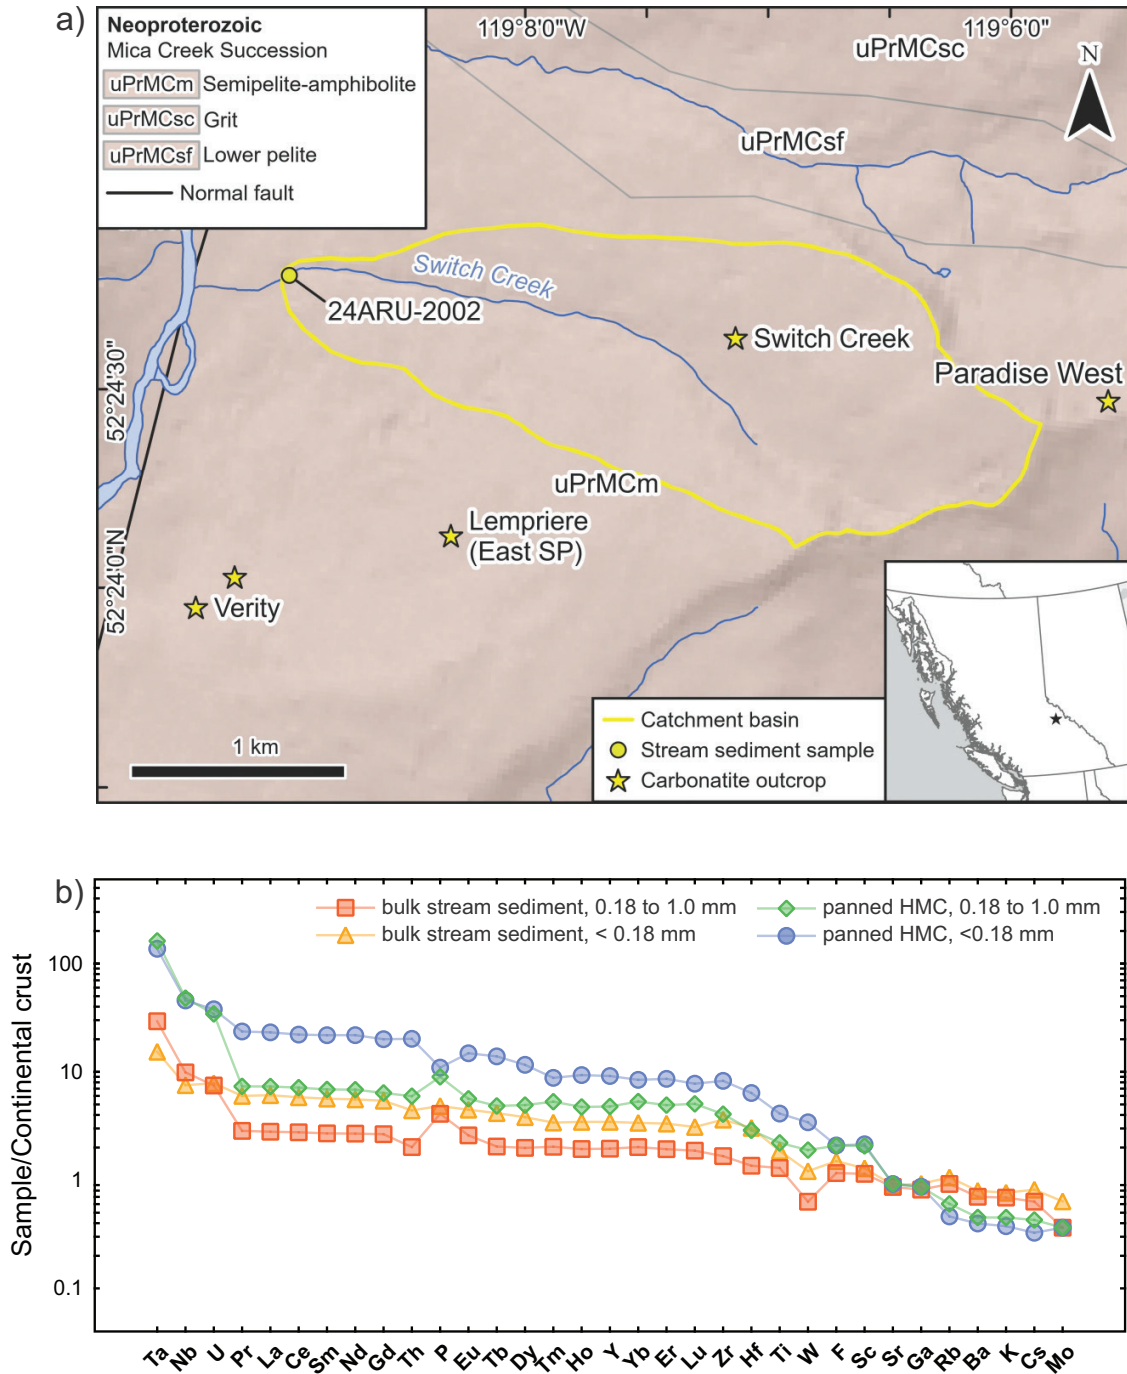 a)
Neoproterozoic
Mica Creek Succession
uPrMCm Semipelite-amphibolite
uPrMCsc Grit
uPrMCsf Lower pelite
Normal fault
119°8'0"W
119°6'0"
uPrMCsc
N
uPrMCsf
Switch Creek
24ARU-2002
Switch Creek
Paradise West
52°24'30"
uPrMCm
Lempriere
(East SP)
52°24'0"N
Verity
1 km
Catchment basin
Stream sediment sample
Carbonatite outcrop
b)
bulk stream sediment, 0.18 to 1.0 mm
bulk stream sediment, < 0.18 mm
panned HMC, 0.18 to 1.0 mm
panned HMC, <0.18 mm
Sample/Continental crust
100
10
1
0.1
Ta Nb U Pr La Ce Sm Nd Gd Th P Eu Tb Dy Tm Ho Y Yb Er Lu Zr Hf Ti W F Sc Sr Ga Rb Ba K Cs Mo